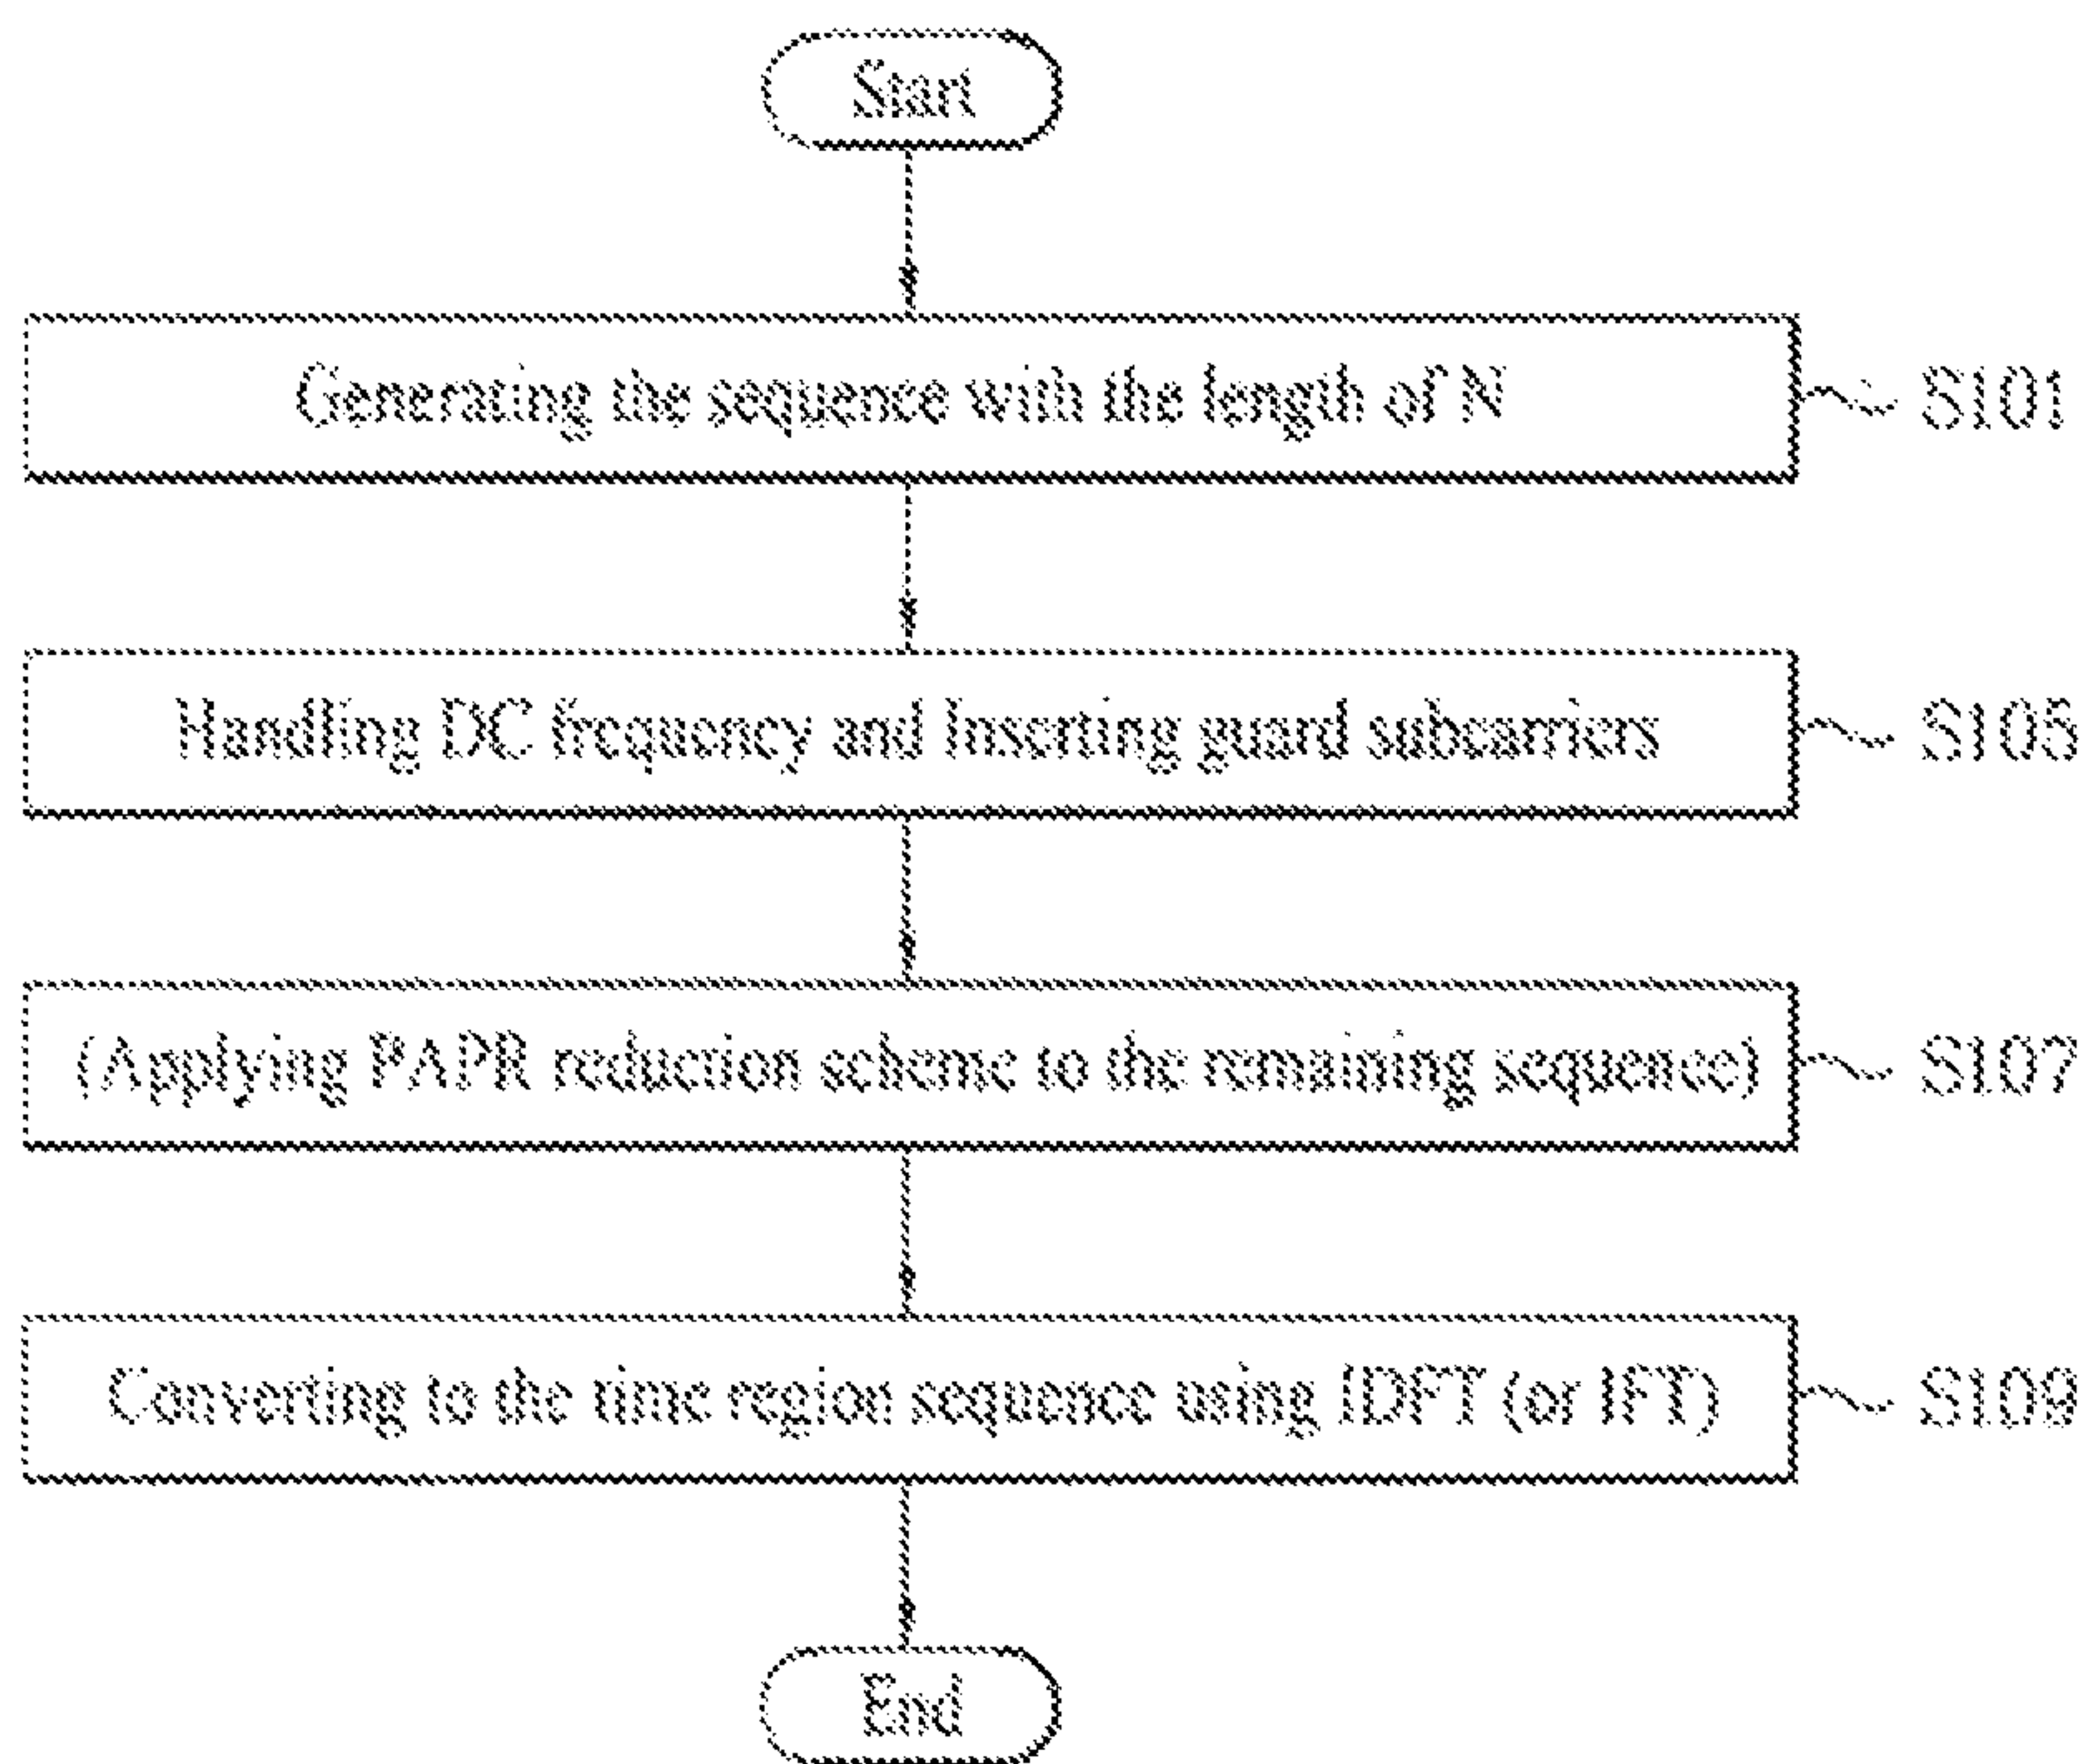 Start
Generating the sequence with the length of N
S101
Handling DC frequency and Inserting guard subcarriers
S105
(Applying PAPR reduction scheme to the remaining sequence)
S107
Converting to the time region sequence using IDFT (or IFT)
S109
End